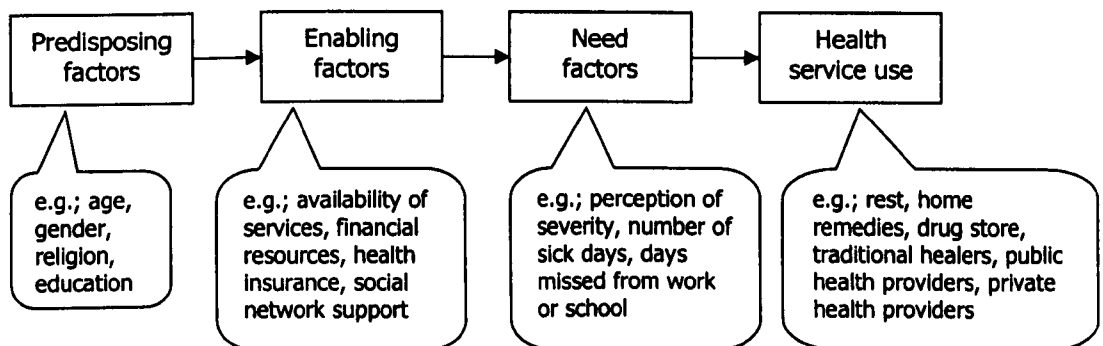 Predisposing
factors
Enabling
factors
Need
factors
Health
service use
e.g.; age,
gender,
religion,
education
e.g.; availability of
services, financial
resources, health
insurance, social
network support
e.g.; perception of
severity, number of
sick days, days
missed from work
or school
e.g.; rest, home
remedies, drug store,
traditional healers, public
health providers, private
health providers